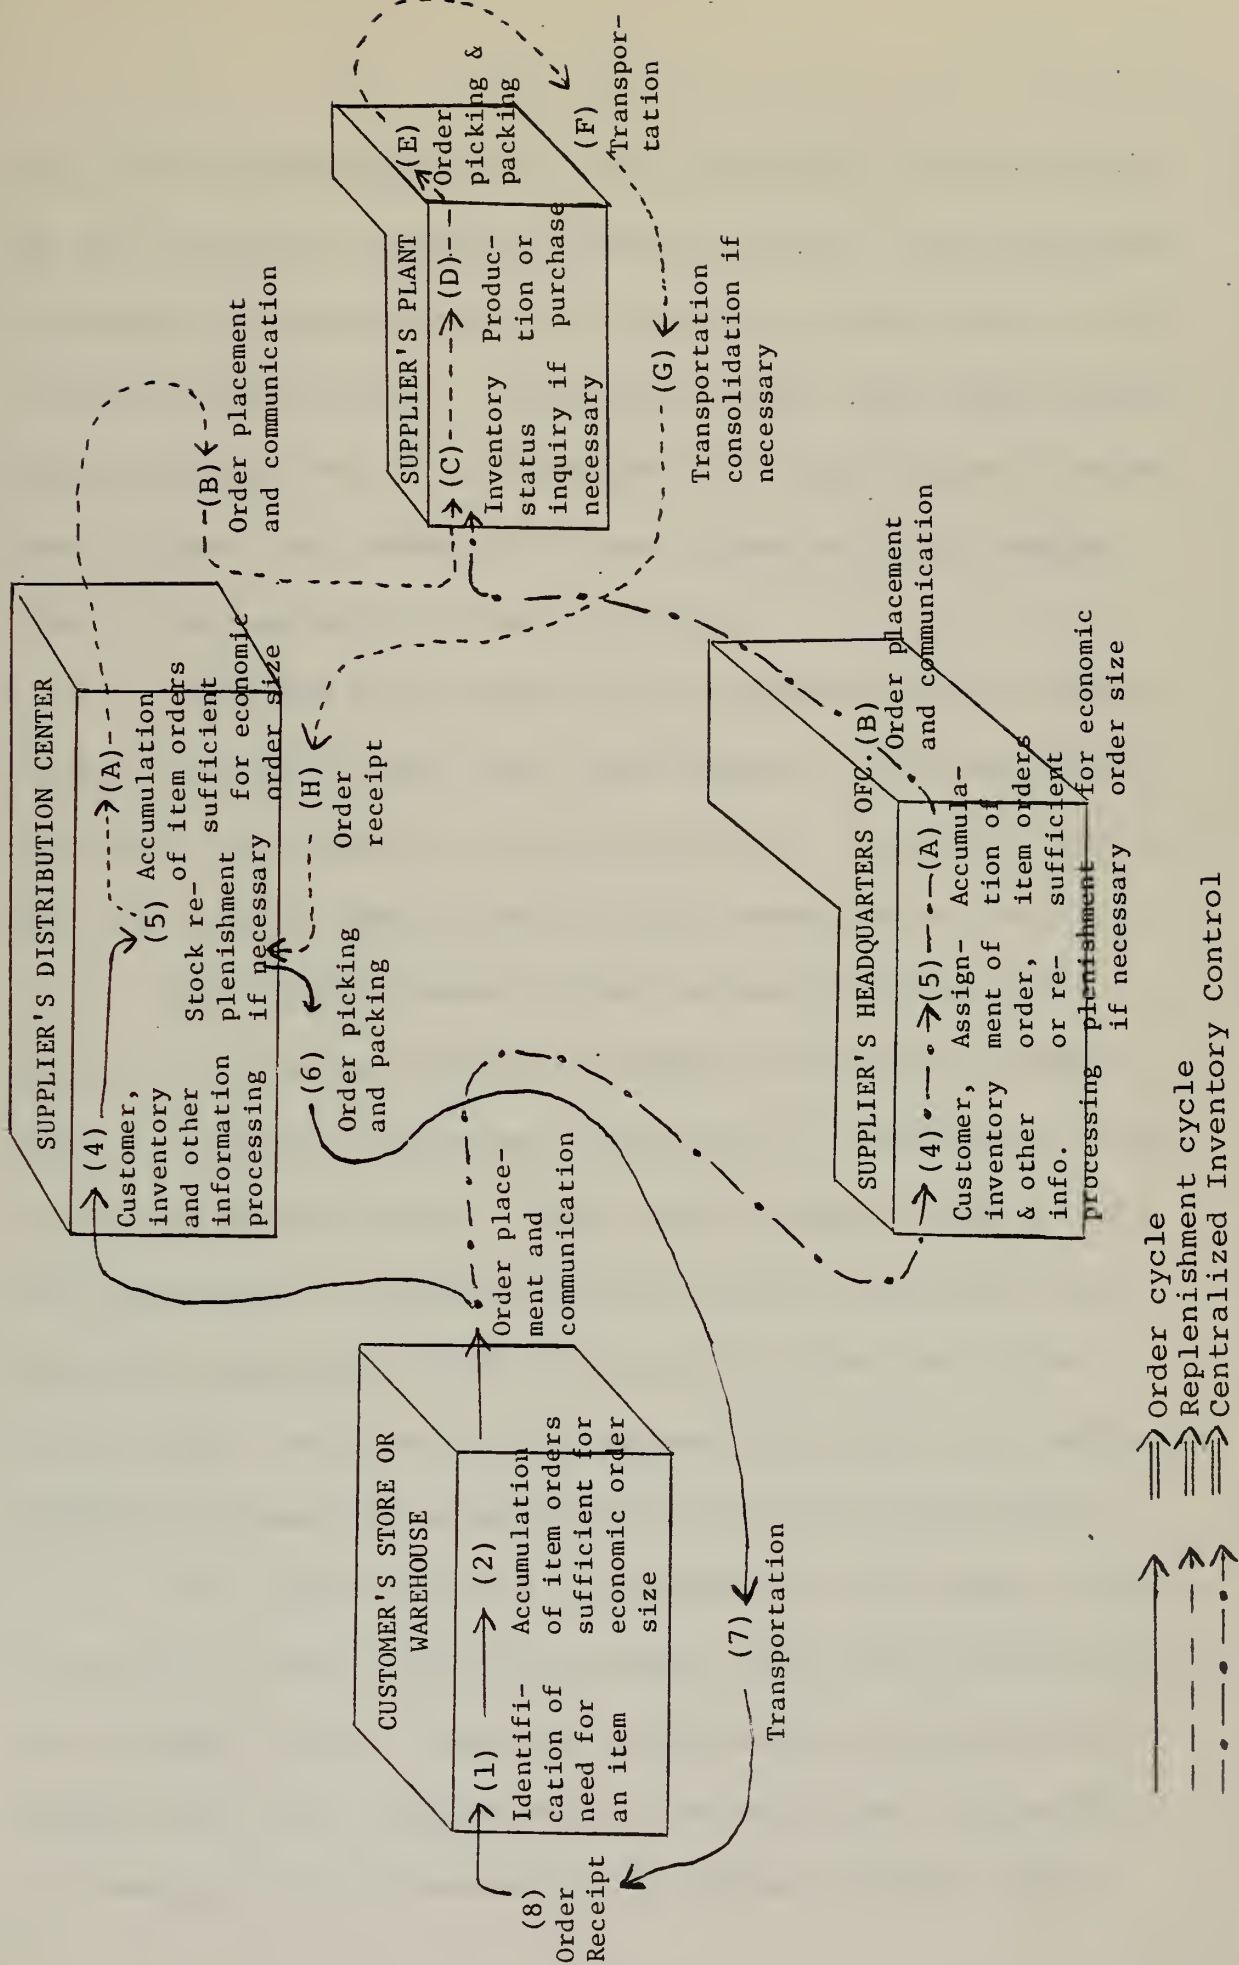 SUPPLIER'S DISTRIBUTION CENTER
(4)
Customer,
inventory
and other
information
processing
(5)
Stock re-
plenishment
if necessary
(A)
Accumulation
of item orders
sufficient
for economic
order size
(B)
Order placement
and communication
(6)
Order picking
and packing
(H)
Order
receipt
SUPPLIER'S PLANT
(C)
Inventory
status
inquiry if
necessary
(D)
Produc-
tion or
purchase
(E)
Order
picking &
packing
(F)
Transpor-
tation
(G)
Transportation
consolidation if
necessary
CUSTOMER'S STORE OR
WAREHOUSE
(1)
Identifi-
cation of
need for
an item
(2)
Accumulation
of item orders
sufficient for
economic order
size
Order place-
ment and
communication
(7)
Transportation
(8)
Order
Receipt
SUPPLIER'S HEADQUARTERS OFC.
(4)
Customer,
inventory
& other
info.
processing
(5)
Assign-
ment of
order,
or re-
plenishment
if necessary
(A)
Accumula-
tion of
item orders
sufficient
for economic
order size
(B)
Order placement
and communication
Order cycle
Replenishment cycle
Centralized Inventory Control